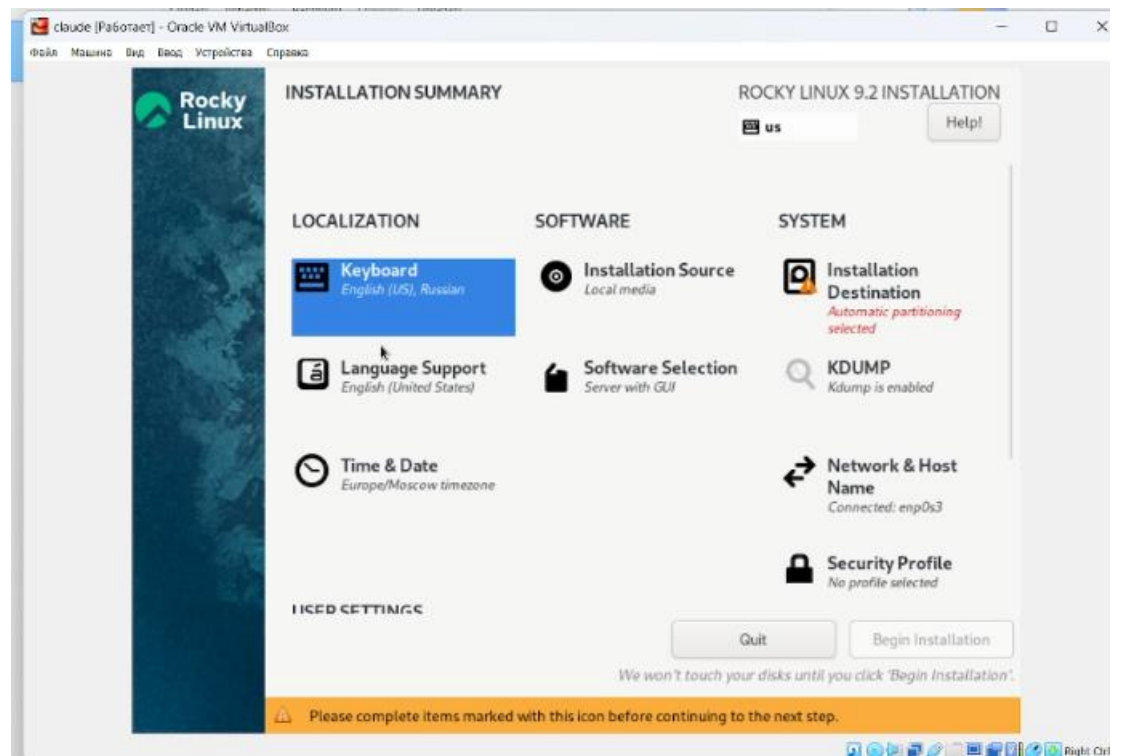 claude [Работает] - Oracle VM VirtualBox
Файл Машина Вид Ввод Устройства Справка
Rocky
Linux
INSTALLATION SUMMARY
ROCKY LINUX 9.2 INSTALLATION
us
Help!
LOCALIZATION
SOFTWARE
SYSTEM
Keyboard
English (US), Russian
Installation Source
Local media
Installation
Destination
Automatic partitioning
selected
Language Support
English (United States)
Software Selection
Server with GUI
KDUMP
Kdump is enabled
Time & Date
Europe/Moscow timezone
Network & Host
Name
Connected: enp0s3
Security Profile
No profile selected
USER SETTINGS
Quit
Begin Installation
We won't touch your disks until you click 'Begin Installation'.
Please complete items marked with this icon before continuing to the next step.
Right Ctrl